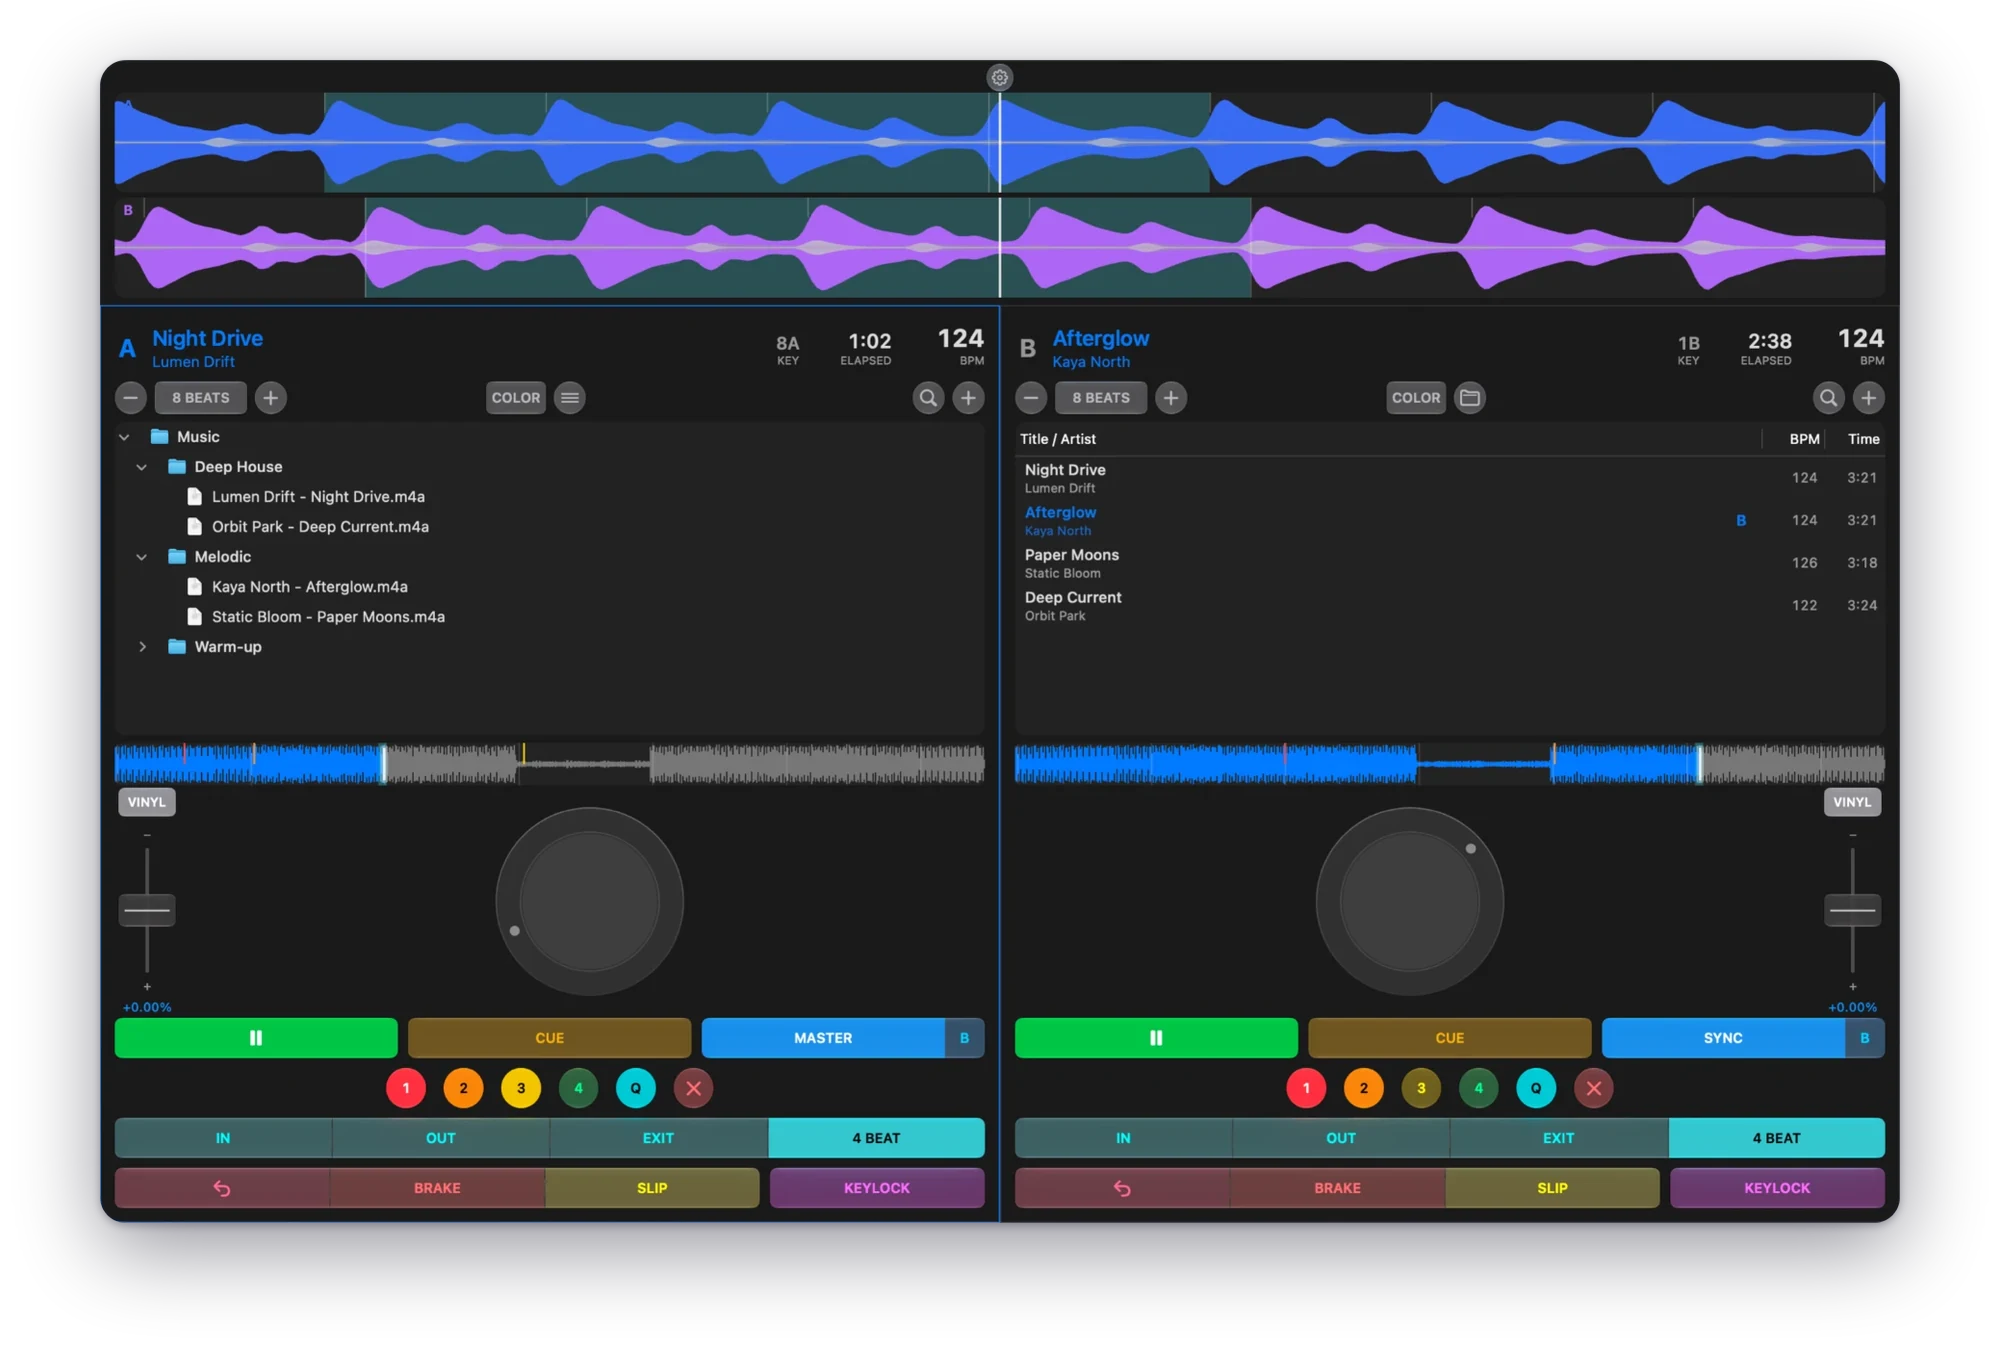 A
B
A
Night Drive
Lumen Drift
8A
KEY
1:02
ELAPSED
124
BPM
8 BEATS
COLOR
Music
Deep House
Lumen Drift - Night Drive.m4a
Orbit Park - Deep Current.m4a
Melodic
Kaya North - Afterglow.m4a
Static Bloom - Paper Moons.m4a
Warm-up
VINYL
−
+
+0.00%
CUE
MASTER B
1 2 3 4 Q
IN OUT EXIT 4 BEAT
BRAKE SLIP KEYLOCK
B
Afterglow
Kaya North
1B
KEY
2:38
ELAPSED
124
BPM
8 BEATS
COLOR
Title / Artist BPM Time
Night Drive
Lumen Drift
124 3:21
Afterglow
Kaya North
B 124 3:21
Paper Moons
Static Bloom
126 3:18
Deep Current
Orbit Park
122 3:24
VINYL
−
+
+0.00%
CUE
SYNC B
1 2 3 4 Q
IN OUT EXIT 4 BEAT
BRAKE SLIP KEYLOCK